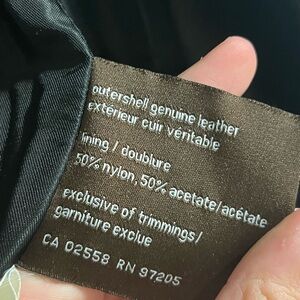 outershell genuine leather
extérieur cuir véritable
lining / doublure
50% nylon, 50% acetate/acétate
exclusive of trimmings/
garniture exclue
CA 02558 RN 97205